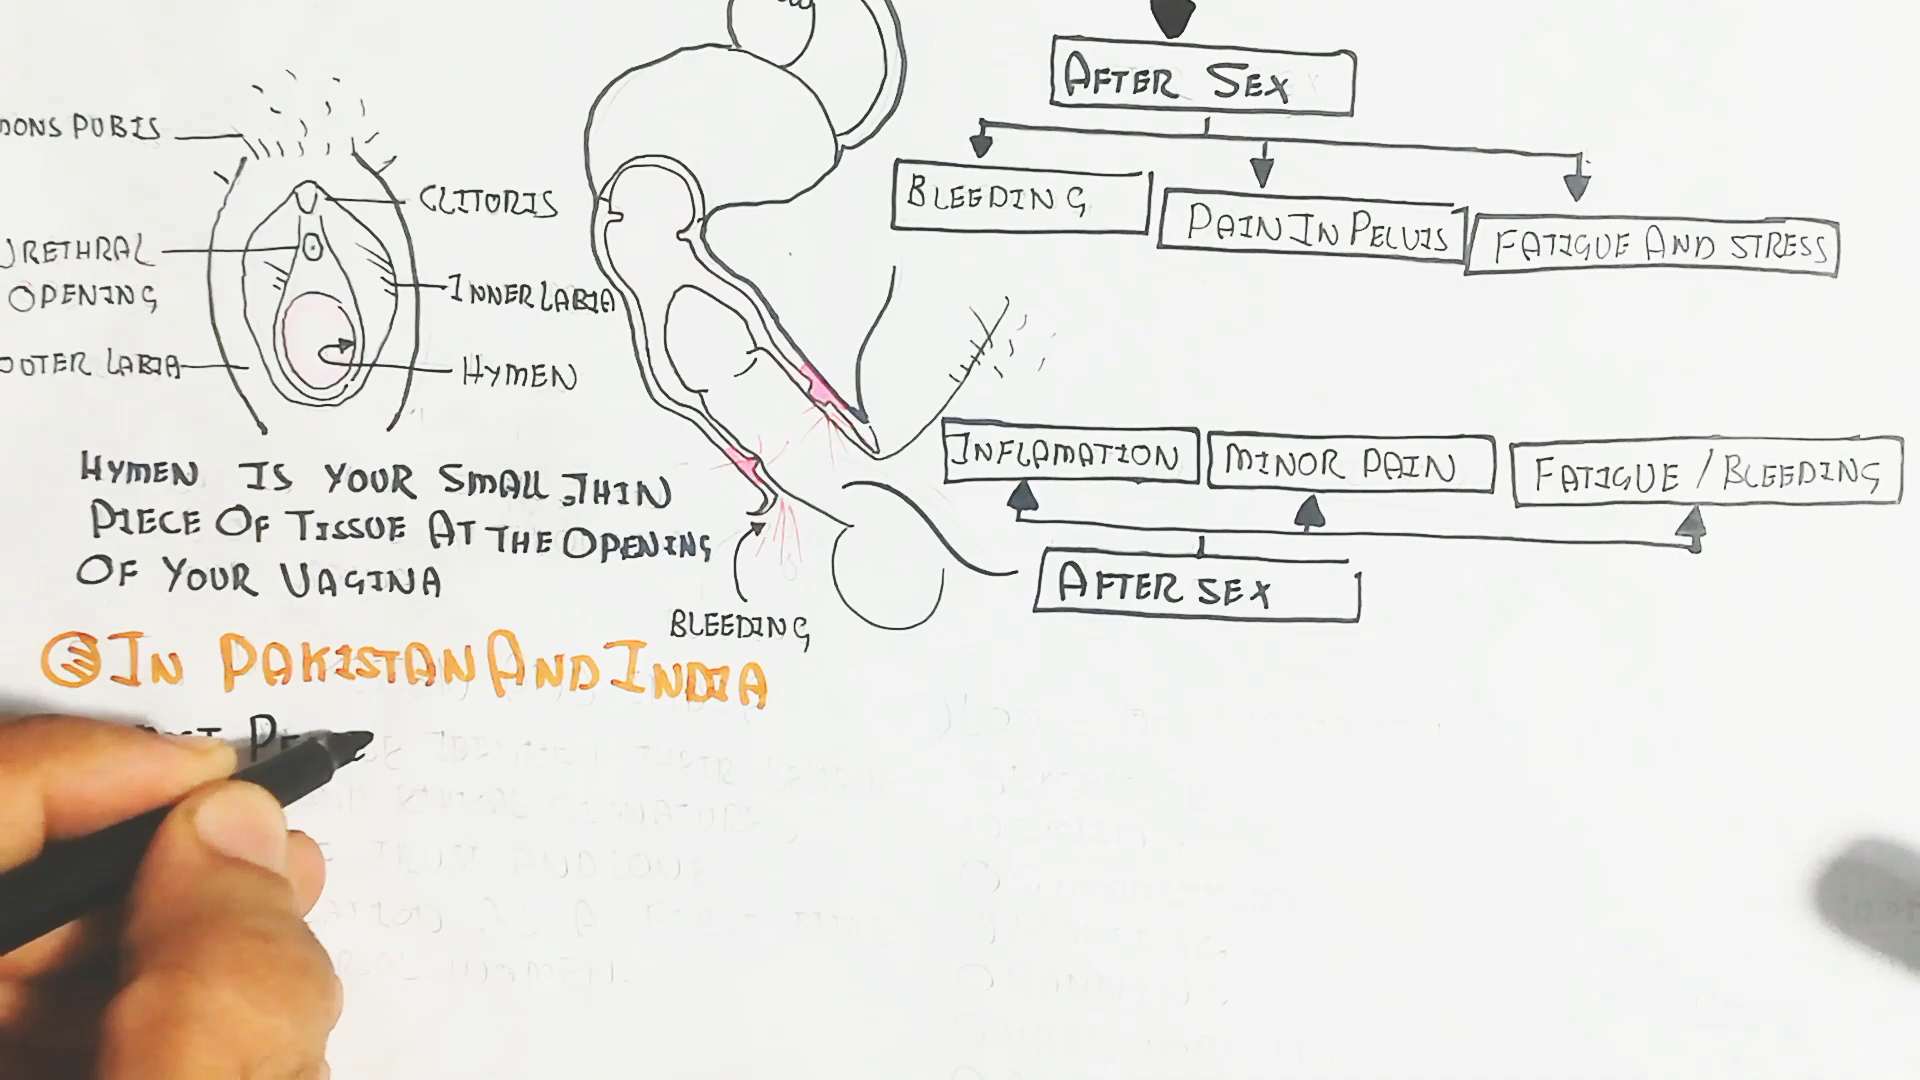 AFTER SEX
BLEEDING
PAIN IN PELVIS
FATIGUE AND STRESS
MONS PUBIS
CLITORIS
URETHRAL
OPENING
INNER LABIA
OUTER LABIA
HYMEN
HYMEN IS YOUR SMALL THIN
PIECE OF TISSUE AT THE OPENING
OF YOUR VAGINA
BLEEDING
INFLAMATION
MINOR PAIN
FATIGUE / BLEEDING
AFTER SEX
IN PAKISTAN AND INDIA